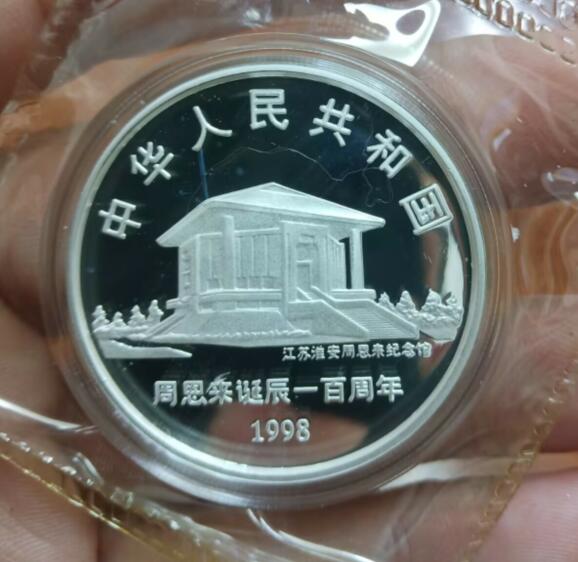 中华人民共和国
江苏淮安周恩来纪念馆
周恩来诞辰一百周年
1998